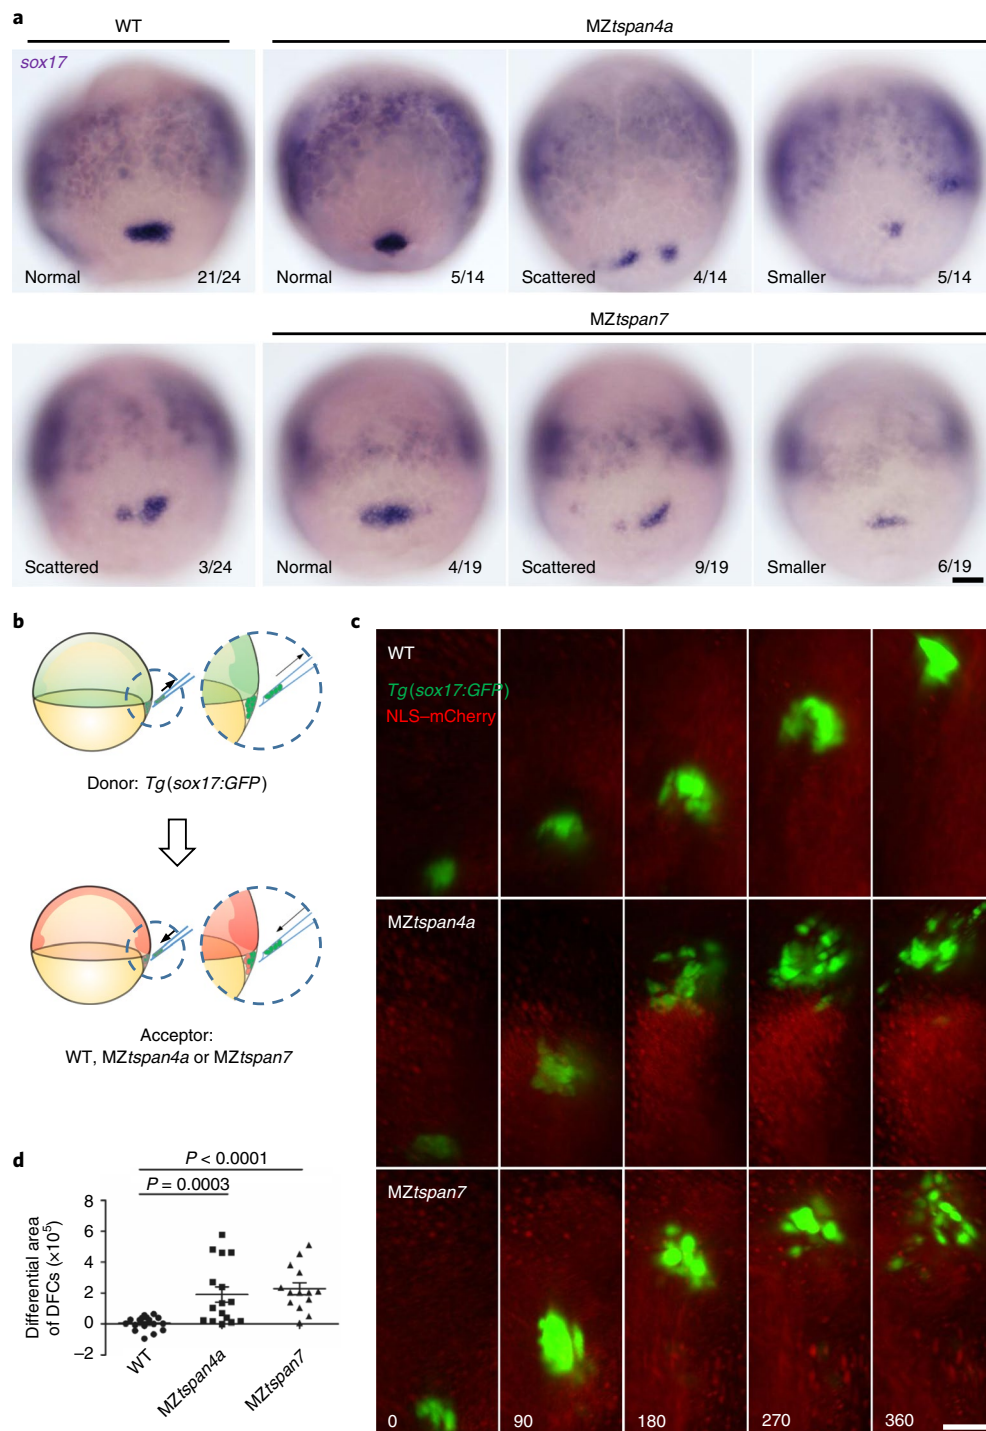 a
WT
MZtspan4a
sox17
Normal 21/24
Normal 5/14
Scattered 4/14
Smaller 5/14
MZtspan7
Scattered 3/24
Normal 4/19
Scattered 9/19
Smaller 6/19
b
Donor: Tg(sox17:GFP)
Acceptor:
WT, MZtspan4a or MZtspan7
c
WT
Tg(sox17:GFP)
NLS–mCherry
MZtspan4a
MZtspan7
0 90 180 270 360
d
P < 0.0001
P = 0.0003
Differential area
of DFCs (×10⁵)
8
6
4
2
0
–2
WT
MZtspan4a
MZtspan7